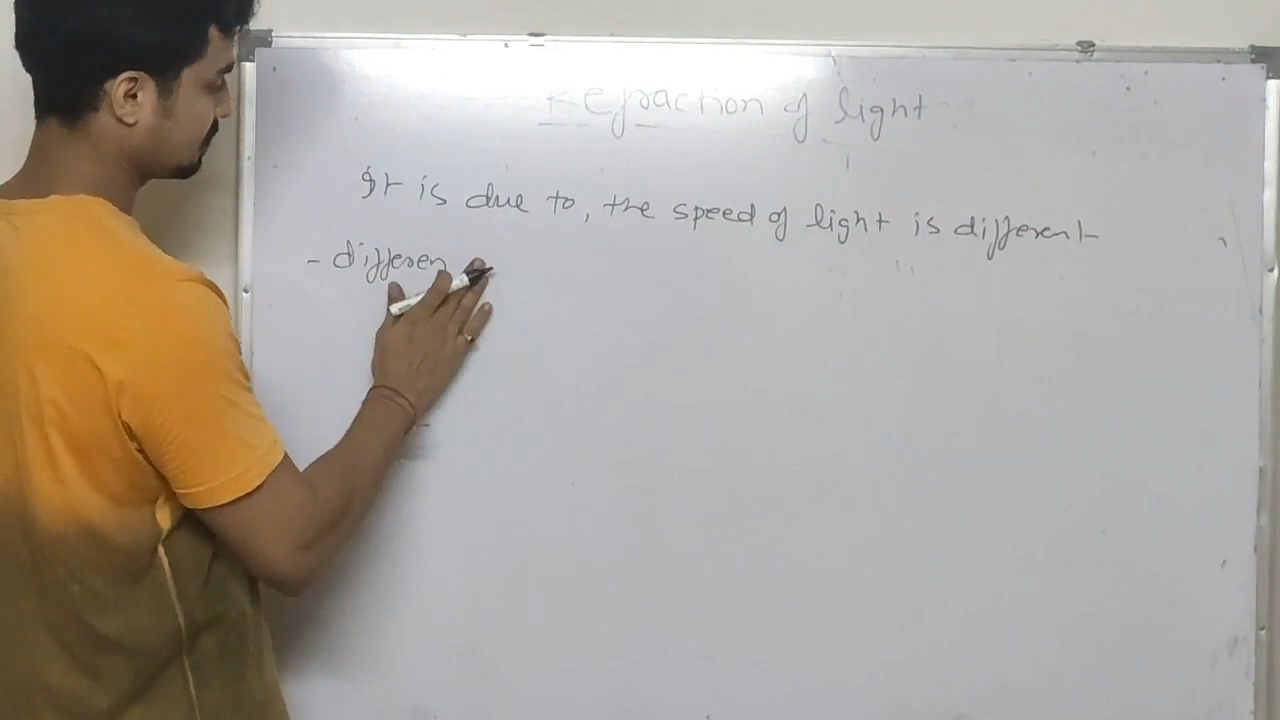 Refraction of light
It is due to, the speed of light is different
- differen